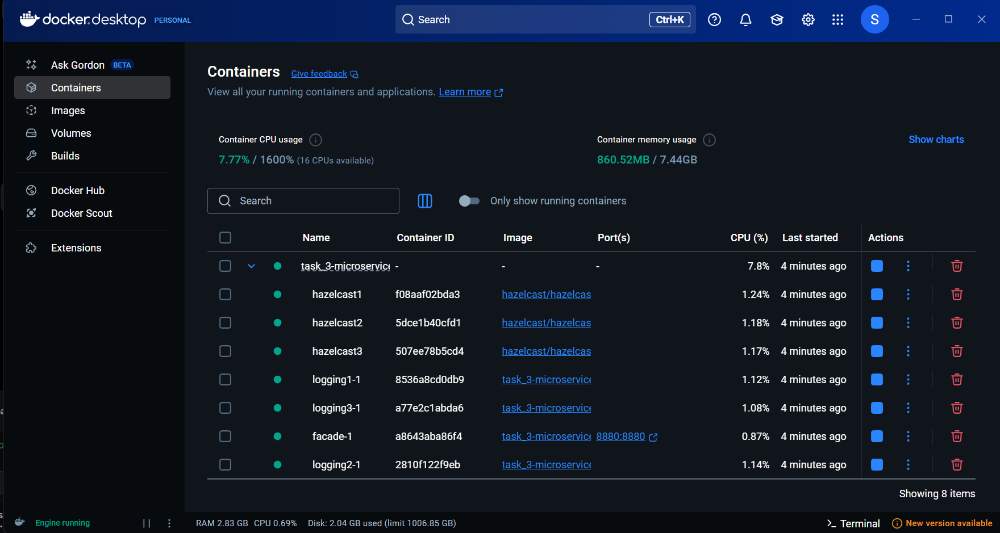 docker.desktop PERSONAL Search Ctrl+K S
Ask Gordon BETA
Containers
Images
Volumes
Builds
Docker Hub
Docker Scout
Extensions
Containers Give feedback
View all your running containers and applications. Learn more
Container CPU usage Container memory usage Show charts
7.77% / 1600% (16 CPUs available) 860.52MB / 7.44GB
Search Only show running containers
Name Container ID Image Port(s) CPU (%) Last started Actions
task_3-microservice - - - 7.8% 4 minutes ago
hazelcast1 f08aaf02bda3 hazelcast/hazelcas 1.24% 4 minutes ago
hazelcast2 5dce1b40cfd1 hazelcast/hazelcas 1.18% 4 minutes ago
hazelcast3 507ee78b5cd4 hazelcast/hazelcas 1.17% 4 minutes ago
logging1-1 8536a8cd0db9 task_3-microservice 1.12% 4 minutes ago
logging3-1 a77e2c1abda6 task_3-microservice 1.08% 4 minutes ago
facade-1 a8643aba86f4 task_3-microservice 8880:8880 0.87% 4 minutes ago
logging2-1 2810f122f9eb task_3-microservice 1.14% 4 minutes ago
Showing 8 items
Engine running RAM 2.83 GB CPU 0.69% Disk: 2.04 GB used (limit 1006.85 GB) Terminal New version available